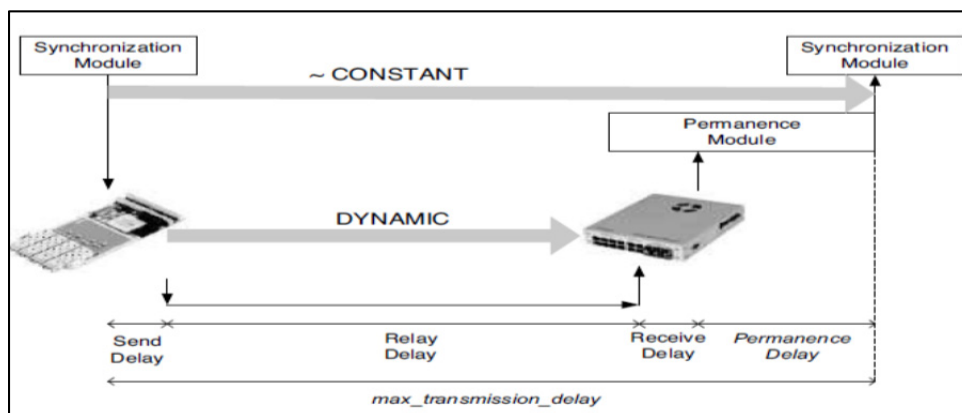 Synchronization
Module
Synchronization
Module
~ CONSTANT
Permanence
Module
DYNAMIC
Send
Delay
Relay
Delay
Receive
Delay
Permanence
Delay
max_transmission_delay